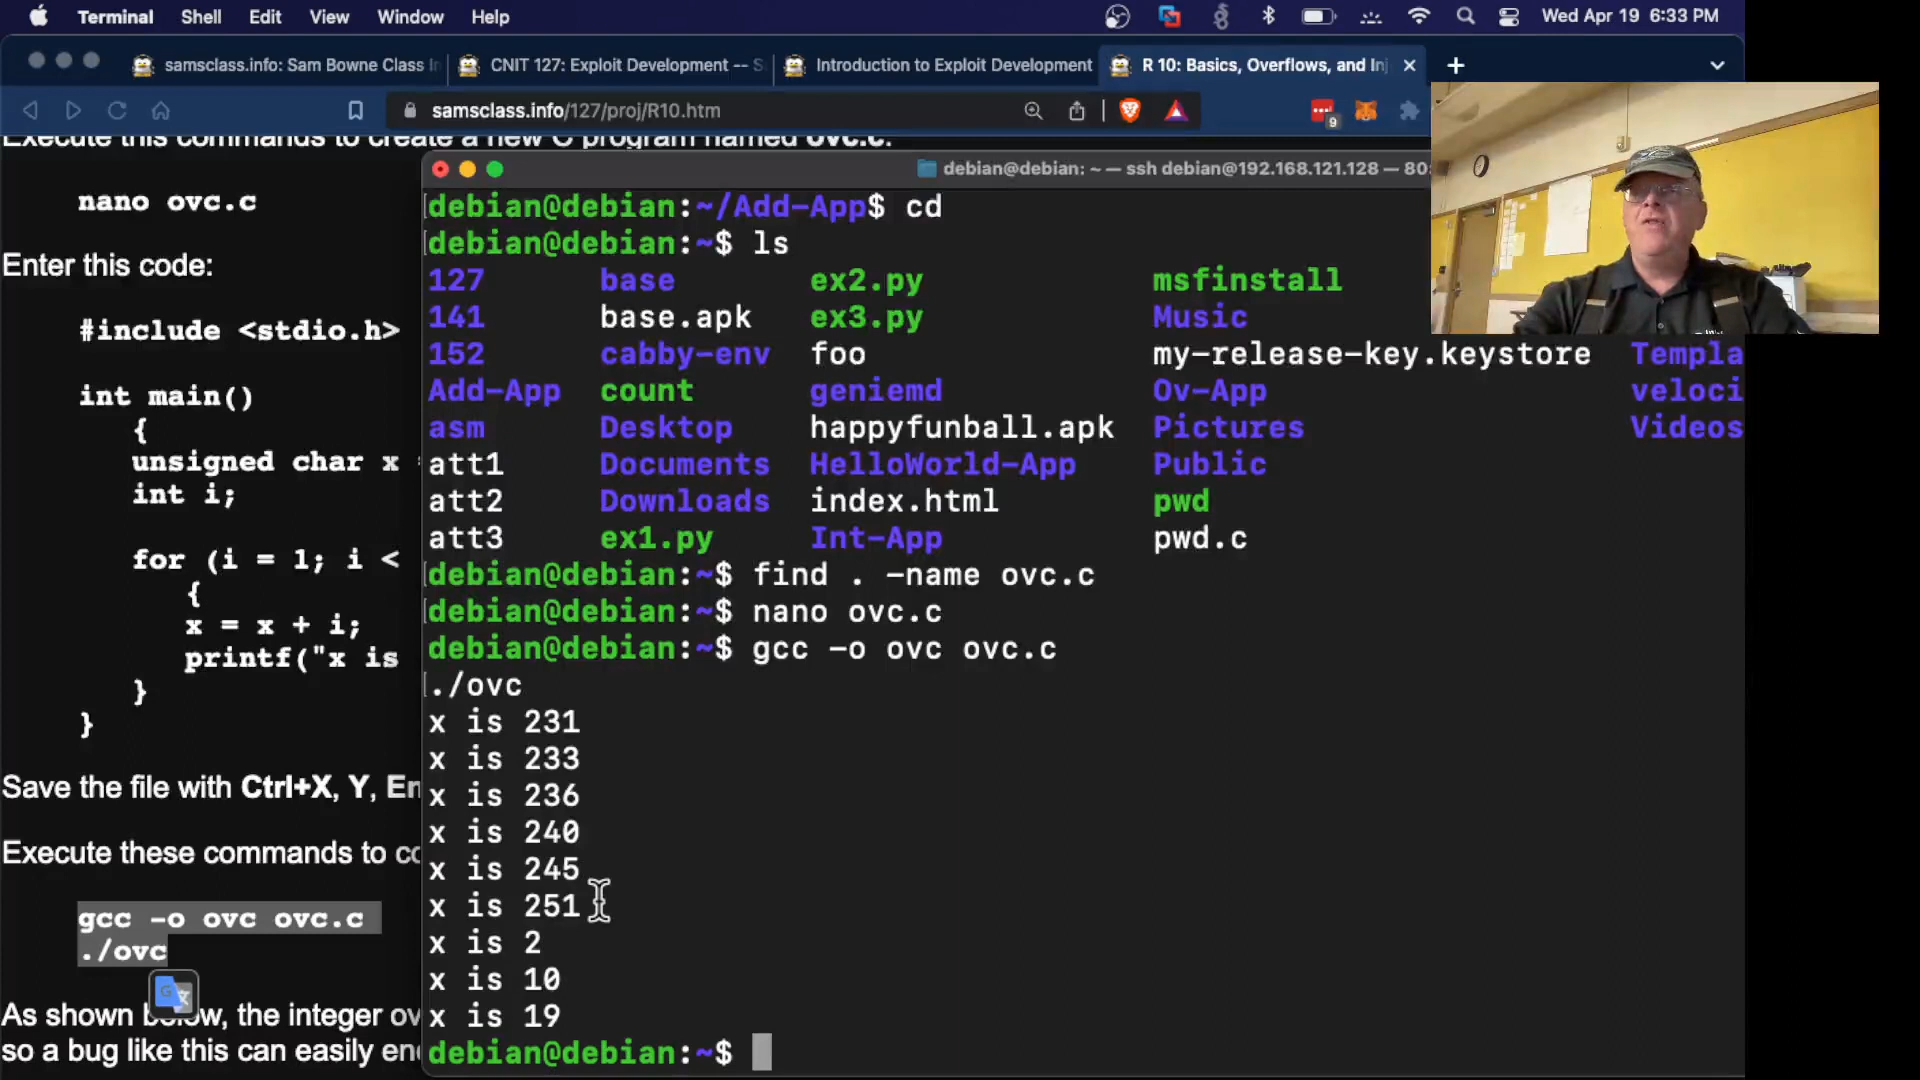 Terminal Shell Edit View Window Help Wed Apr 19 6:33 PM
samsclass.info: Sam Bowne Class In
CNIT 127: Exploit Development -- S
Introduction to Exploit Development
R 10: Basics, Overflows, and Inj
samsclass.info/127/proj/R10.htm
9
Execute this commands to create a new C program named ovc.c.
nano ovc.c
Enter this code:
#include <stdio.h>
int main()
{
unsigned char x
int i;
for (i = 1; i <
{
x = x + i;
printf("x is
}
}
Save the file with Ctrl+X, Y, En
Execute these commands to co
gcc -o ovc ovc.c
./ovc
As shown below, the integer ov
so a bug like this can easily end
debian@debian: ~ — ssh debian@192.168.121.128 — 80
debian@debian:~/Add-App$ cd
debian@debian:~$ ls
127 base ex2.py msfinstall
141 base.apk ex3.py Music
152 cabby-env foo my-release-key.keystore Templa
Add-App count geniemd Ov-App veloci
asm Desktop happyfunball.apk Pictures Videos
att1 Documents HelloWorld-App Public
att2 Downloads index.html pwd
att3 ex1.py Int-App pwd.c
debian@debian:~$ find . -name ovc.c
debian@debian:~$ nano ovc.c
debian@debian:~$ gcc -o ovc ovc.c
./ovc
x is 231
x is 233
x is 236
x is 240
x is 245
x is 251
x is 2
x is 10
x is 19
debian@debian:~$